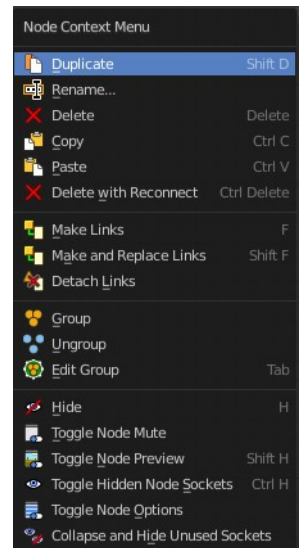 Node Context Menu
Duplicate Shift D
Rename...
Delete Delete
Copy Ctrl C
Paste Ctrl V
Delete with Reconnect Ctrl Delete
Make Links F
Make and Replace Links Shift F
Detach Links
Group
Ungroup
Edit Group Tab
Hide H
Toggle Node Mute
Toggle Node Preview Shift H
Toggle Hidden Node Sockets Ctrl H
Toggle Node Options
Collapse and Hide Unused Sockets